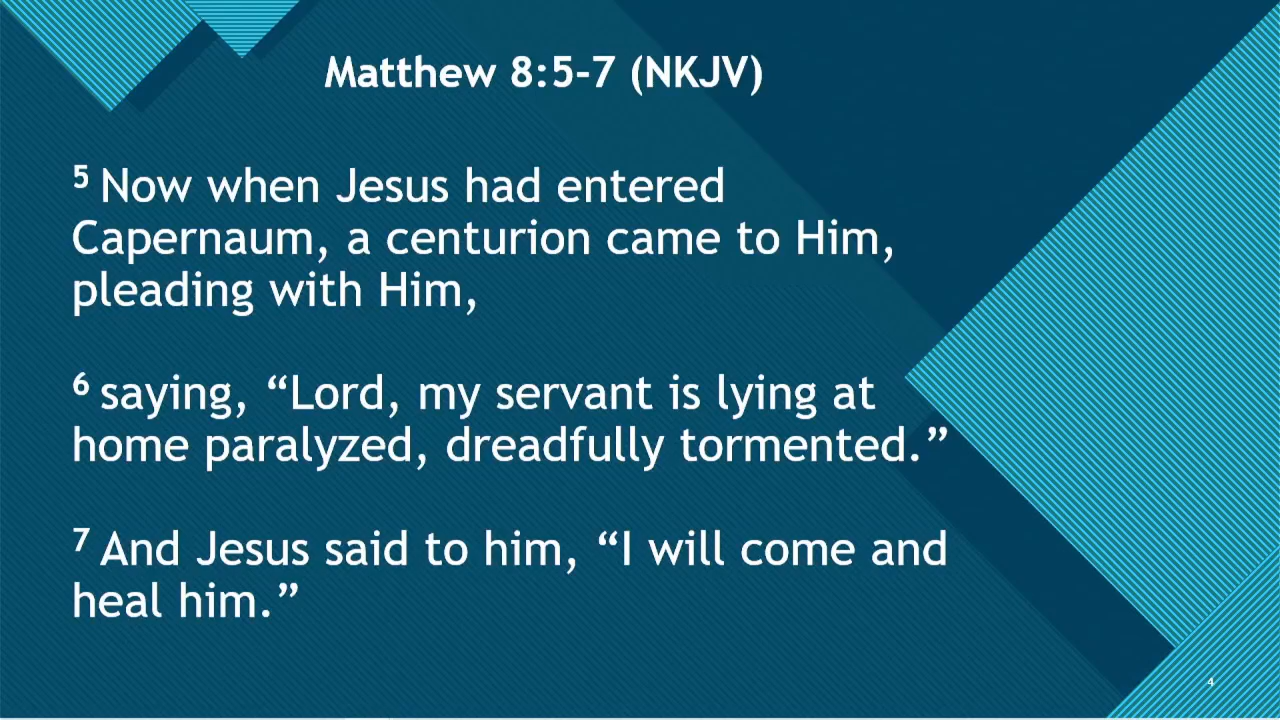 Matthew 8:5-7 (NKJV)
5 Now when Jesus had entered
Capernaum, a centurion came to Him,
pleading with Him,
6 saying, “Lord, my servant is lying at
home paralyzed, dreadfully tormented.”
7 And Jesus said to him, “I will come and
heal him.”
4